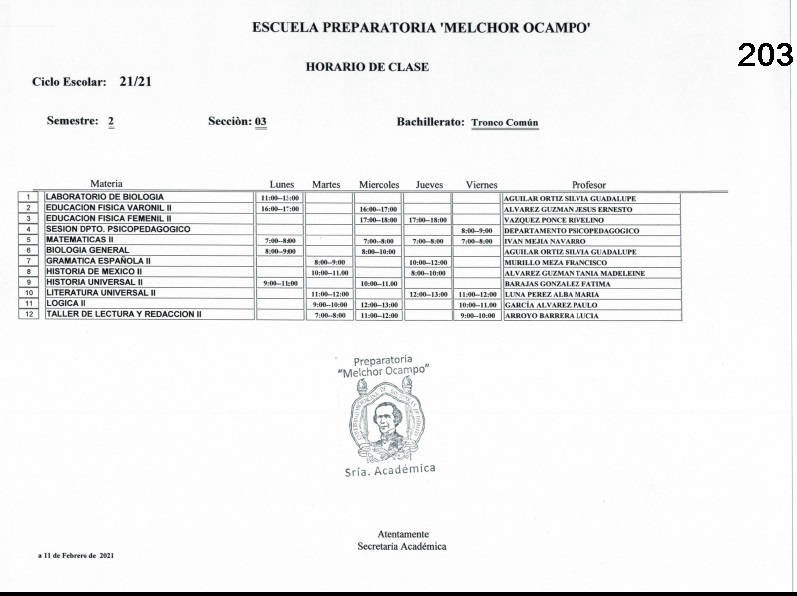 ESCUELA PREPARATORIA 'MELCHOR OCAMPO'
203
HORARIO DE CLASE
Ciclo Escolar: 21/21
Semestre: 2 Secciòn: 03 Bachillerato: Tronco Común
Materia Lunes Martes Miercoles Jueves Viernes Profesor
1 LABORATORIO DE BIOLOGIA 11:00--13:00 AGUILAR ORTIZ SILVIA GUADALUPE
2 EDUCACION FISICA VARONIL II 16:00--17:00 16:00--17:00 ALVAREZ GUZMAN JESUS ERNESTO
3 EDUCACION FISICA FEMENIL II 17:00--18:00 17:00--18:00 VAZQUEZ PONCE RIVELINO
4 SESION DPTO. PSICOPEDAGOGICO 8:00--9:00 DEPARTAMENTO PSICOPEDAGOGICO
5 MATEMATICAS II 7:00--8:00 7:00--8:00 7:00--8:00 7:00--8:00 IVAN MEJIA NAVARRO
6 BIOLOGIA GENERAL 8:00--9:00 8:00--10:00 AGUILAR ORTIZ SILVIA GUADALUPE
7 GRAMATICA ESPAÑOLA II 8:00--9:00 10:00--12:00 MURILLO MEZA FRANCISCO
8 HISTORIA DE MEXICO II 10:00--11.00 8:00--10:00 ALVAREZ GUZMAN TANIA MADELEINE
9 HISTORIA UNIVERSAL II 9:00--11:00 10:00--11.00 BARAJAS GONZALEZ FATIMA
10 LITERATURA UNIVERSAL II 11:00--12:00 12:00--13:00 11:00--12:00 LUNA PEREZ ALBA MARIA
11 LOGICA II 9:00--10:00 12:00--13:00 10:00--11.00 GARCÍA ALVAREZ PAULO
12 TALLER DE LECTURA Y REDACCION II 7:00--8:00 11:00--12:00 9:00--10:00 ARROYO BARRERA LUCIA
Preparatoria
"Melchor Ocampo"
Sría. Académica
Atentamente
Secretaría Académica
a 11 de Febrero de 2021